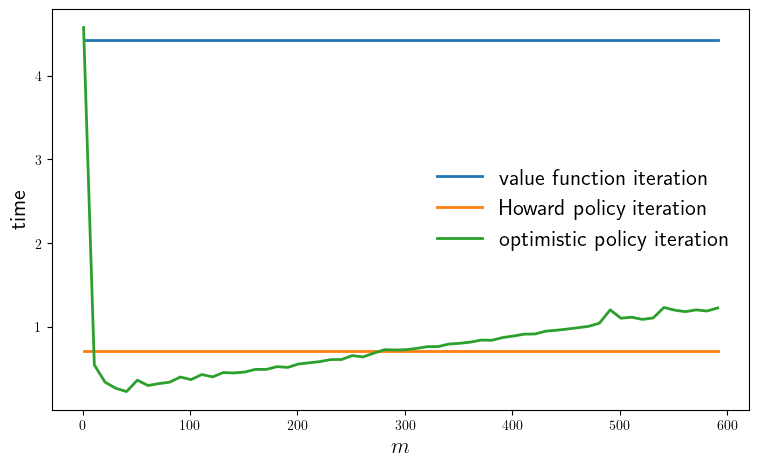 4
3
2
1
time
value function iteration
Howard policy iteration
optimistic policy iteration
0 100 200 300 400 500 600
m